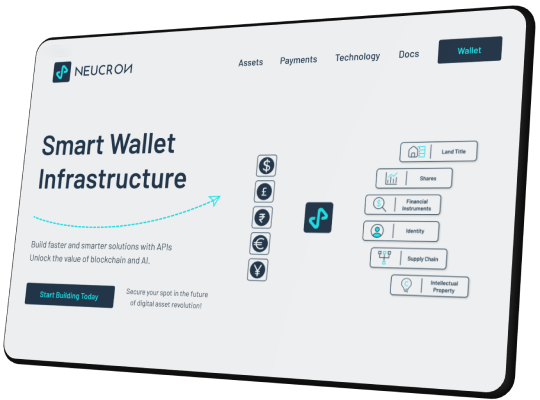 NEUCRON
Assets
Payments
Technology
Docs
Wallet
Smart Wallet
Infrastructure
Build faster and smarter solutions with APIs
Unlock the value of blockchain and AI.
Start Building Today
Secure your spot in the future
of digital asset revolution!
$
£
₹
€
¥
Land Title
Shares
$
Financial
Instruments
Identity
Supply Chain
Intellectual
Property